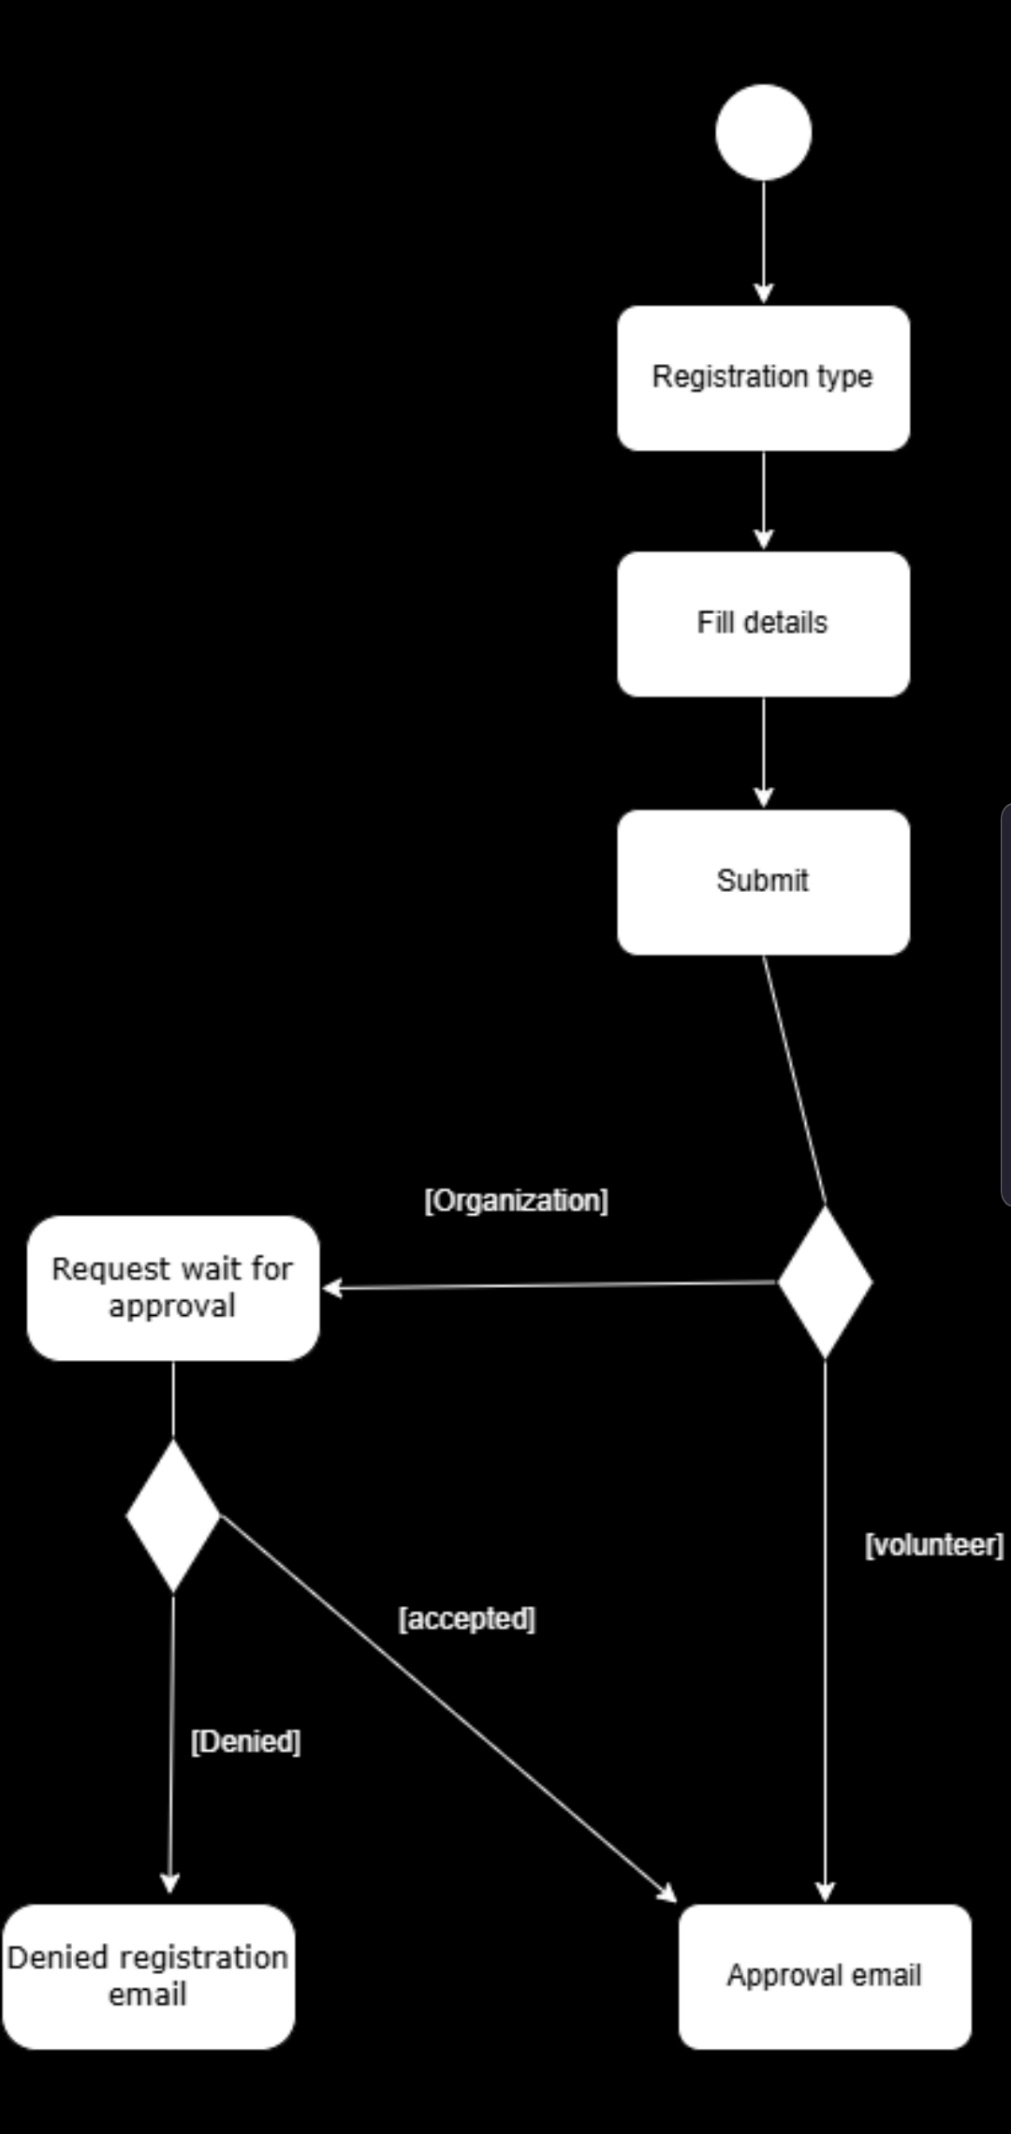 Registration type
Fill details
Submit
[Organization]
Request wait for
approval
[volunteer]
[accepted]
[Denied]
Denied registration
email
Approval email